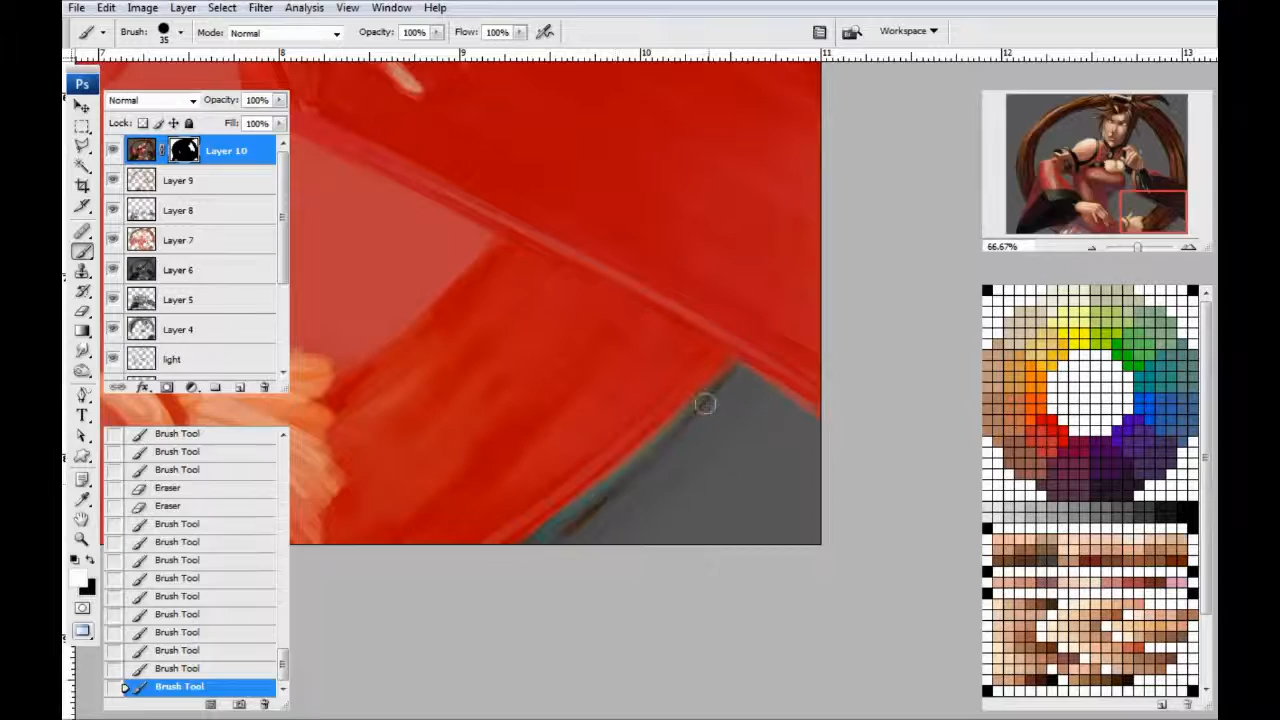 File Edit Image Layer Select Filter Analysis View Window Help
Brush: 35 Mode: Normal Opacity: 100% Flow: 100% Workspace
7 8 9 10 11 12 13
Ps
Normal Opacity: 100%
Lock: Fill: 100%
Layer 10
Layer 9
Layer 8
Layer 7
Layer 6
Layer 5
Layer 4
light
66.67%
Brush Tool
Brush Tool
Brush Tool
Eraser
Eraser
Brush Tool
Brush Tool
Brush Tool
Brush Tool
Brush Tool
Brush Tool
Brush Tool
Brush Tool
Brush Tool
Brush Tool